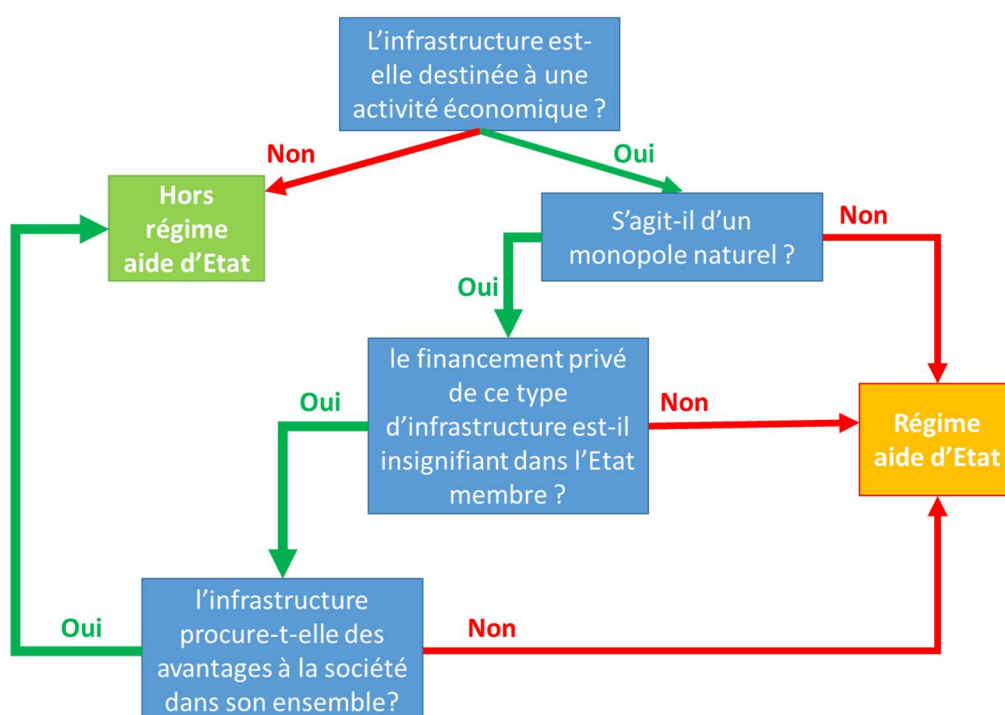 L'infrastructure est-
elle destinée à une
activité économique ?
Non
Oui
Hors
régime
aide d'Etat
S'agit-il d'un
monopole naturel ?
Non
Oui
le financement privé
de ce type
d'infrastructure est-il
insignifiant dans l'Etat
membre ?
Oui
Non
Régime
aide d'Etat
l'infrastructure
procure-t-elle des
avantages à la société
dans son ensemble?
Oui
Non